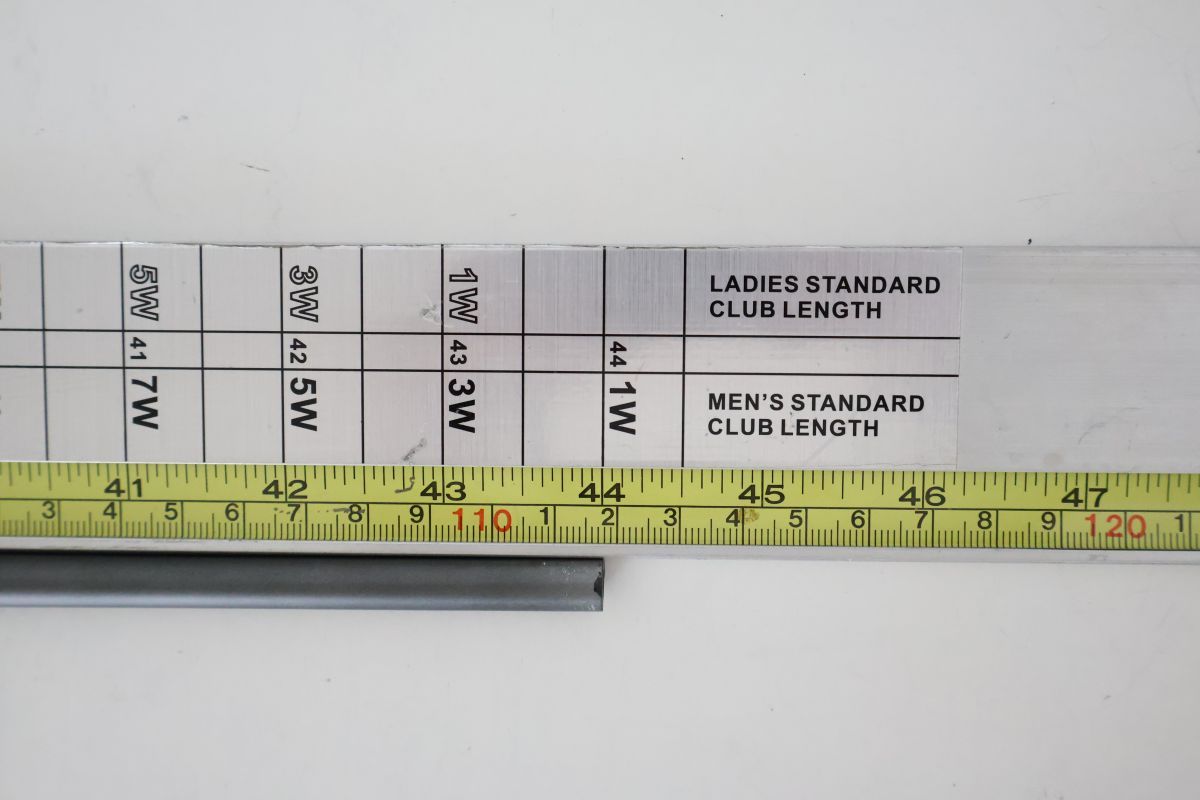 5W 3W 1W LADIES STANDARD
CLUB LENGTH
41 42 43 44
7W 5W 3W 1W MEN'S STANDARD
CLUB LENGTH
41 42 43 44 45 46 47
3 4 5 6 7 8 9 110 1 2 3 4 5 6 7 8 9 120 1